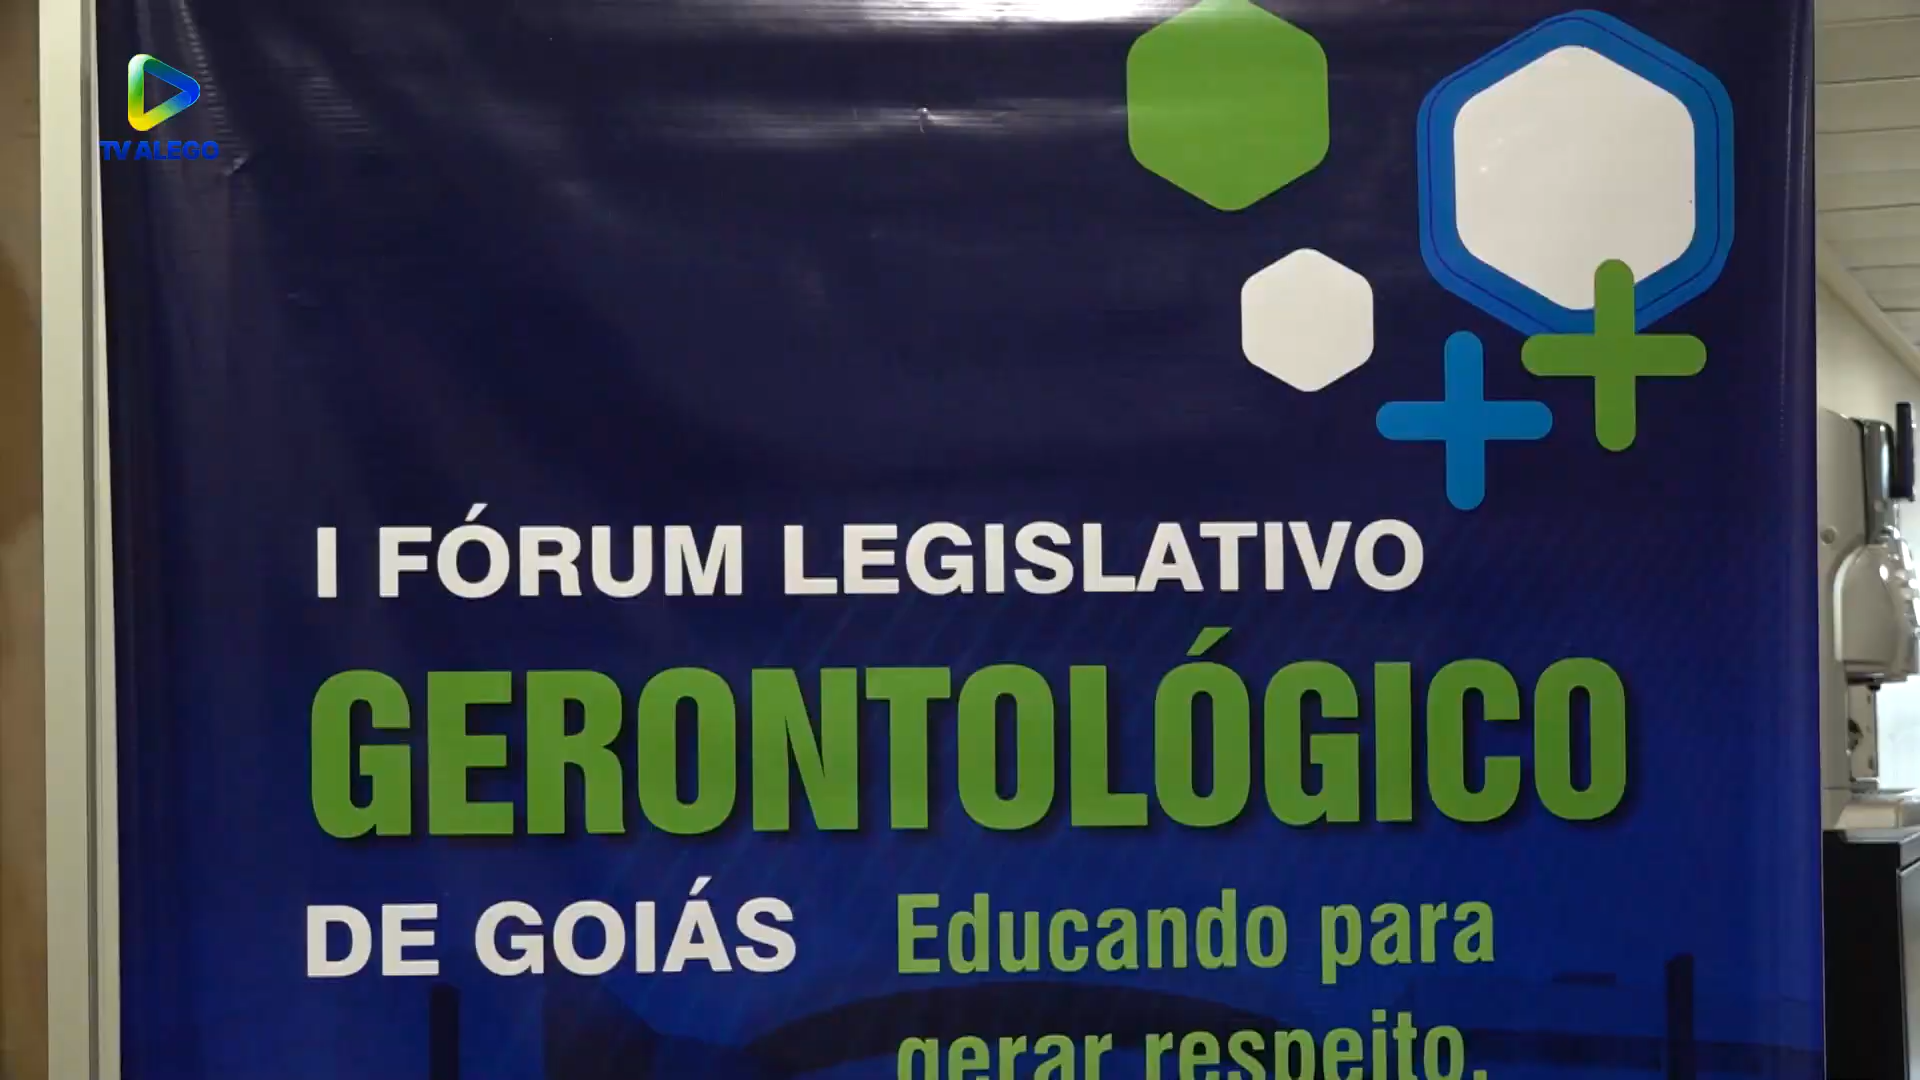 TV ALEGO
I FÓRUM LEGISLATIVO
GERONTOLÓGICO
DE GOIÁS
Educando para
gerar respeito.